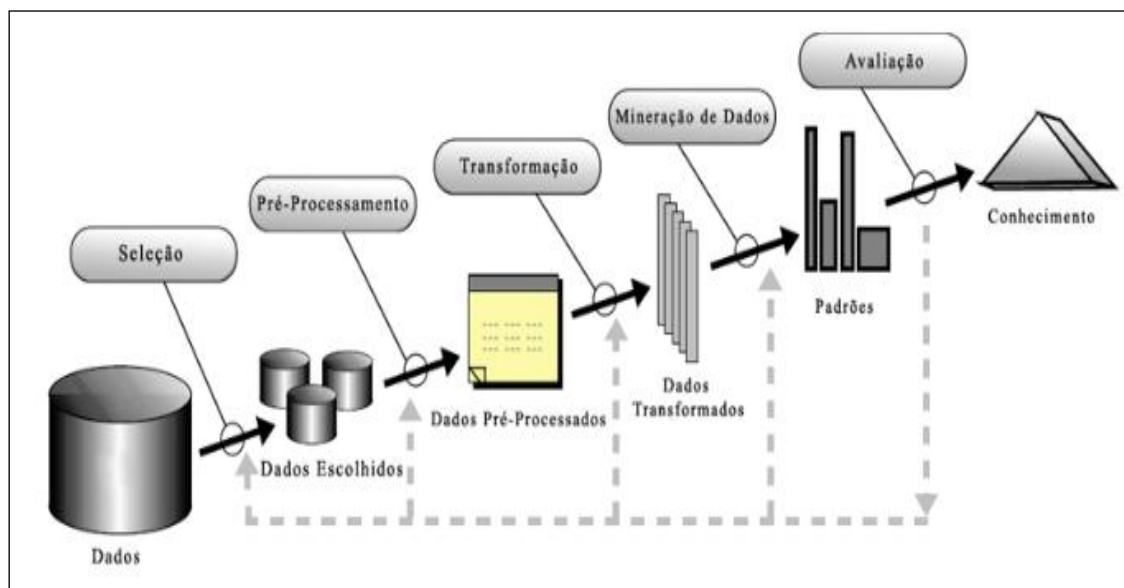 Avaliação
Mineração de Dados
Transformação
Pré-Processamento
Seleção
Conhecimento
Padrões
Dados
Transformados
Dados Pré-Processados
Dados Escolhidos
Dados